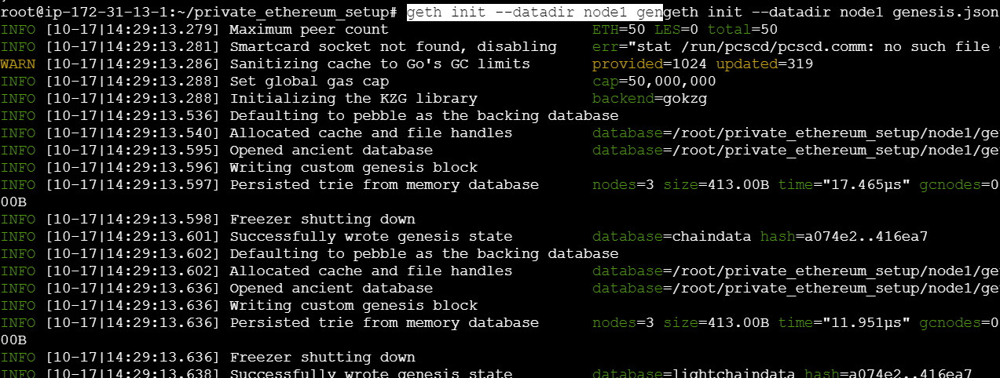 root@ip-172-31-13-1:~/private_ethereum_setup# geth init --datadir node1 gengeth init --datadir node1 genesis.json
INFO [10-17|14:29:13.279] Maximum peer count ETH=50 LES=0 total=50
INFO [10-17|14:29:13.281] Smartcard socket not found, disabling err="stat /run/pcscd/pcscd.comm: no such file
WARN [10-17|14:29:13.286] Sanitizing cache to Go's GC limits provided=1024 updated=319
INFO [10-17|14:29:13.288] Set global gas cap cap=50,000,000
INFO [10-17|14:29:13.288] Initializing the KZG library backend=gokzg
INFO [10-17|14:29:13.536] Defaulting to pebble as the backing database
INFO [10-17|14:29:13.540] Allocated cache and file handles database=/root/private_ethereum_setup/node1/ge
INFO [10-17|14:29:13.595] Opened ancient database database=/root/private_ethereum_setup/node1/ge
INFO [10-17|14:29:13.596] Writing custom genesis block
INFO [10-17|14:29:13.597] Persisted trie from memory database nodes=3 size=413.00B time="17.465µs" gcnodes=0
00B
INFO [10-17|14:29:13.598] Freezer shutting down
INFO [10-17|14:29:13.601] Successfully wrote genesis state database=chaindata hash=a074e2..416ea7
INFO [10-17|14:29:13.602] Defaulting to pebble as the backing database
INFO [10-17|14:29:13.602] Allocated cache and file handles database=/root/private_ethereum_setup/node1/ge
INFO [10-17|14:29:13.636] Opened ancient database database=/root/private_ethereum_setup/node1/ge
INFO [10-17|14:29:13.636] Writing custom genesis block
INFO [10-17|14:29:13.636] Persisted trie from memory database nodes=3 size=413.00B time="11.951µs" gcnodes=0
00B
INFO [10-17|14:29:13.636] Freezer shutting down
INFO [10-17|14:29:13.638] Successfully wrote genesis state database=lightchaindata hash=a074e2..416ea7